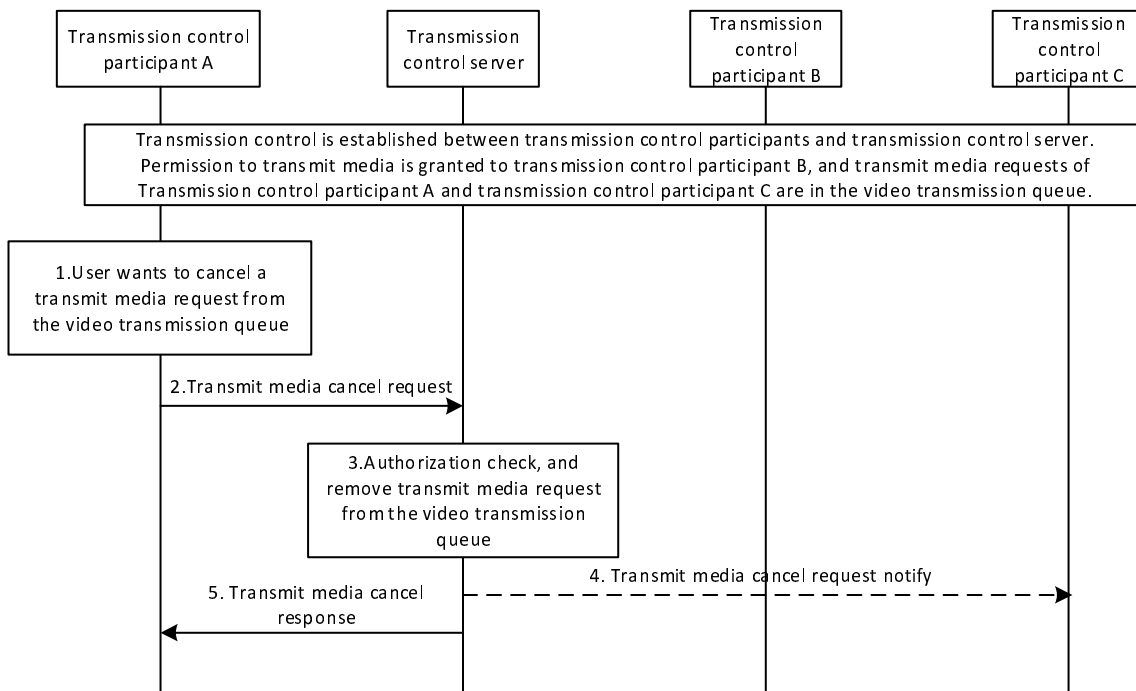 Transmission control
participant A
Transmission
control server
Transmission
control
participant B
Transmission
control
participant C
Transmission control is established between transmission control participants and transmission control server.
Permission to transmit media is granted to transmission control participant B, and transmit media requests of
Transmission control participant A and transmission control participant C are in the video transmission queue.
1.User wants to cancel a
transmit media request from
the video transmission queue
2.Transmit media cancel request
3.Authorization check, and
remove transmit media request
from the video transmission
queue
4. Transmit media cancel request notify
5. Transmit media cancel
response